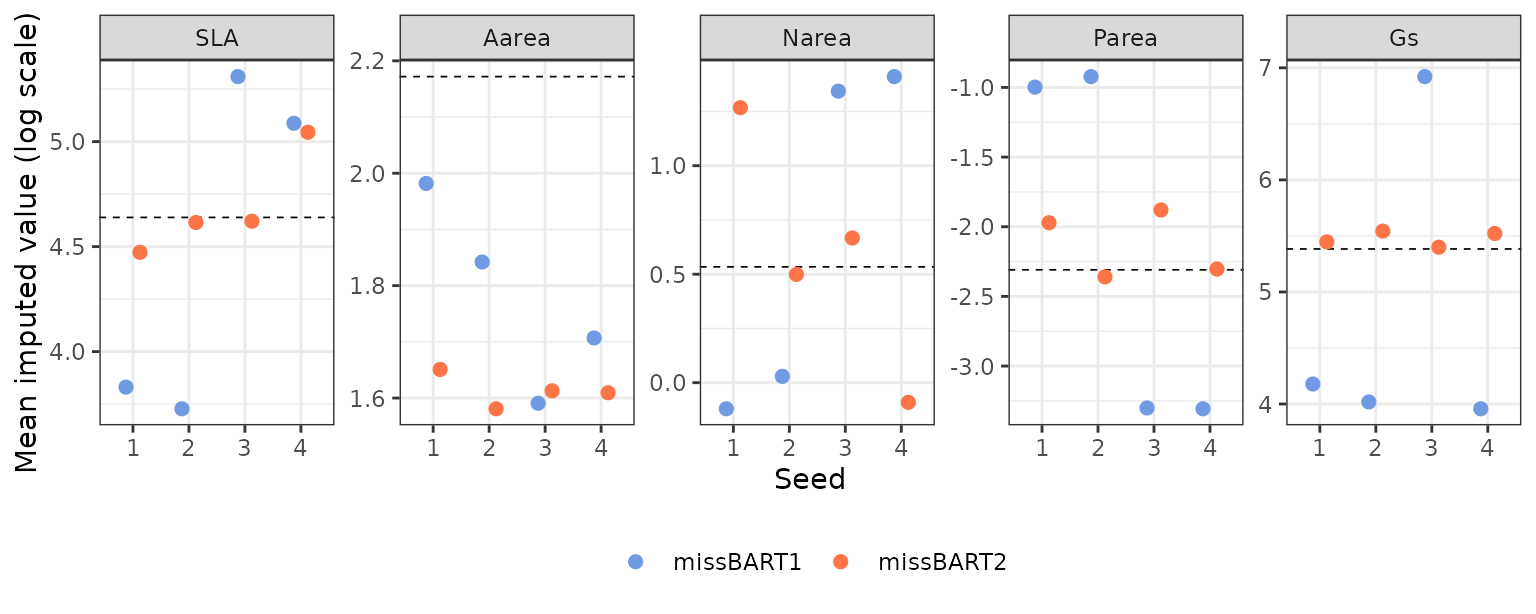 SLA Aarea Narea Parea Gs
Mean imputed value (log scale)
5.0
4.5
4.0
1 2 3 4
2.2
2.0
1.8
1.6
1 2 3 4
1.0
0.5
0.0
1 2 3 4
-1.0
-1.5
-2.0
-2.5
-3.0
1 2 3 4
7
6
5
4
1 2 3 4
Seed
missBART1 missBART2